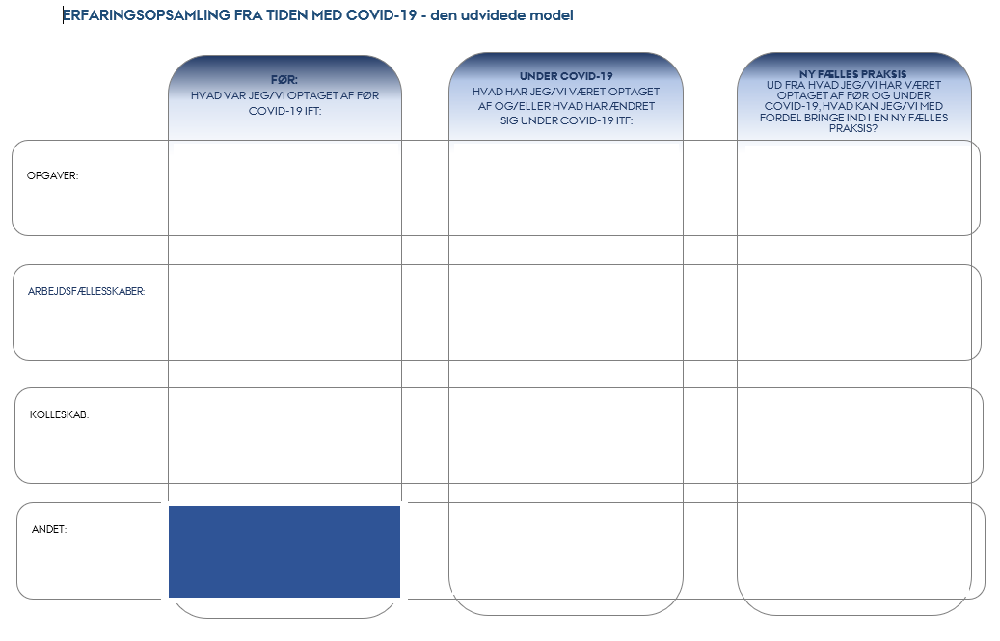 ERFARINGSOPSAMLING FRA TIDEN MED COVID-19 - den udvidede model
FØR:
HVAD VAR JEG/VI OPTAGET AF FØR
COVID-19 IFT:
UNDER COVID-19
HVAD HAR JEG/VI VÆRET OPTAGET
AF OG/ELLER HVAD HAR ÆNDRET
SIG UNDER COVID-19 ITF:
NY FÆLLES PRAKSIS
UD FRA HVAD JEG/VI HAR VÆRET
OPTAGET AF FØR OG UNDER
COVID-19, HVAD KAN JEG/VI MED
FORDEL BRINGE IND I EN NY FÆLLES
PRAKSIS?
OPGAVER:
ARBEJDSFÆLLESSKABER:
KOLLESKAB:
ANDET: